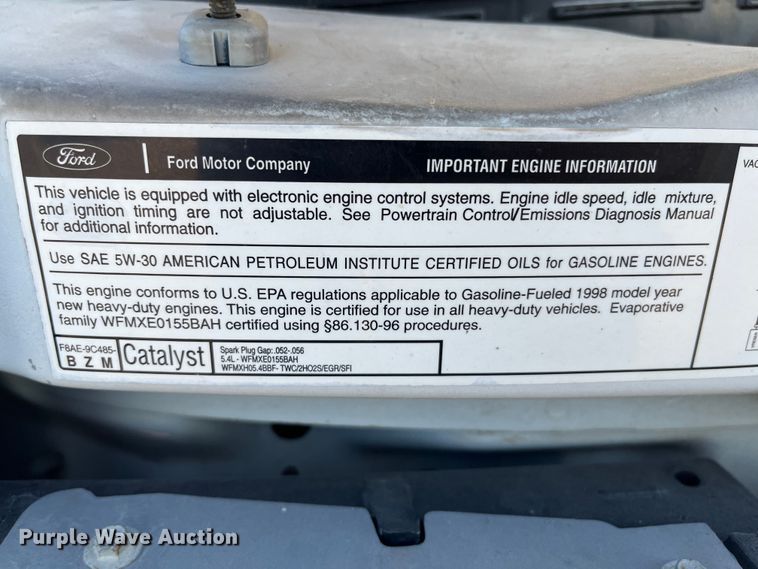 Ford
Ford Motor Company
IMPORTANT ENGINE INFORMATION
This vehicle is equipped with electronic engine control systems. Engine idle speed, idle mixture,
and ignition timing are not adjustable. See Powertrain Control/Emissions Diagnosis Manual
for additional information.
Use SAE 5W-30 AMERICAN PETROLEUM INSTITUTE CERTIFIED OILS for GASOLINE ENGINES.
This engine conforms to U.S. EPA regulations applicable to Gasoline-Fueled 1998 model year
new heavy-duty engines. This engine is certified for use in all heavy-duty vehicles. Evaporative
family WFMXE0155BAH certified using §86.130-96 procedures.
F8AE-9C485-
B Z M
Catalyst
Spark Plug Gap:.052-.056
5.4L - WFMXE0155BAH
WFMXH05.4BBF- TWC/2HO2S/EGR/SFI
VAC
Purple Wave Auction